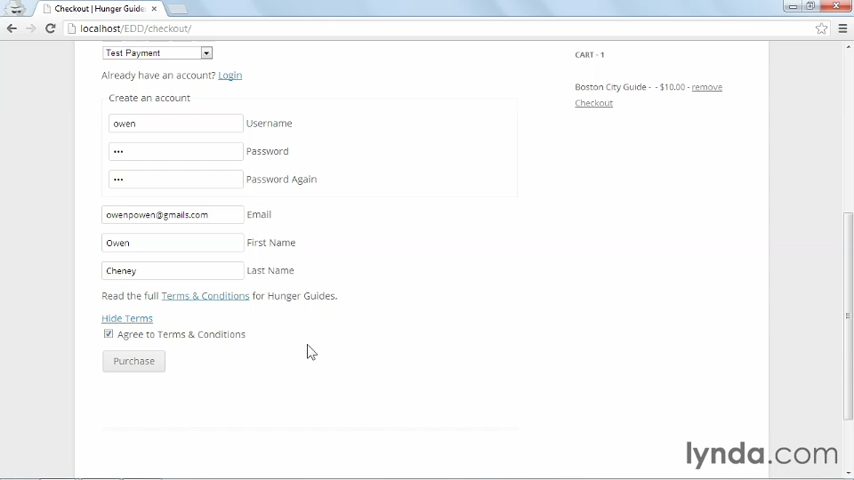 Checkout | Hunger Guide
localhost/EDD/checkout/
Test Payment
CART - 1
Already have an account? Login
Boston City Guide - - $10.00 - remove
Checkout
Create an account
owen Username
••• Password
••• Password Again
owenpowen@gmails.com Email
Owen First Name
Cheney Last Name
Read the full Terms & Conditions for Hunger Guides.
Hide Terms
Agree to Terms & Conditions
Purchase
lynda.com